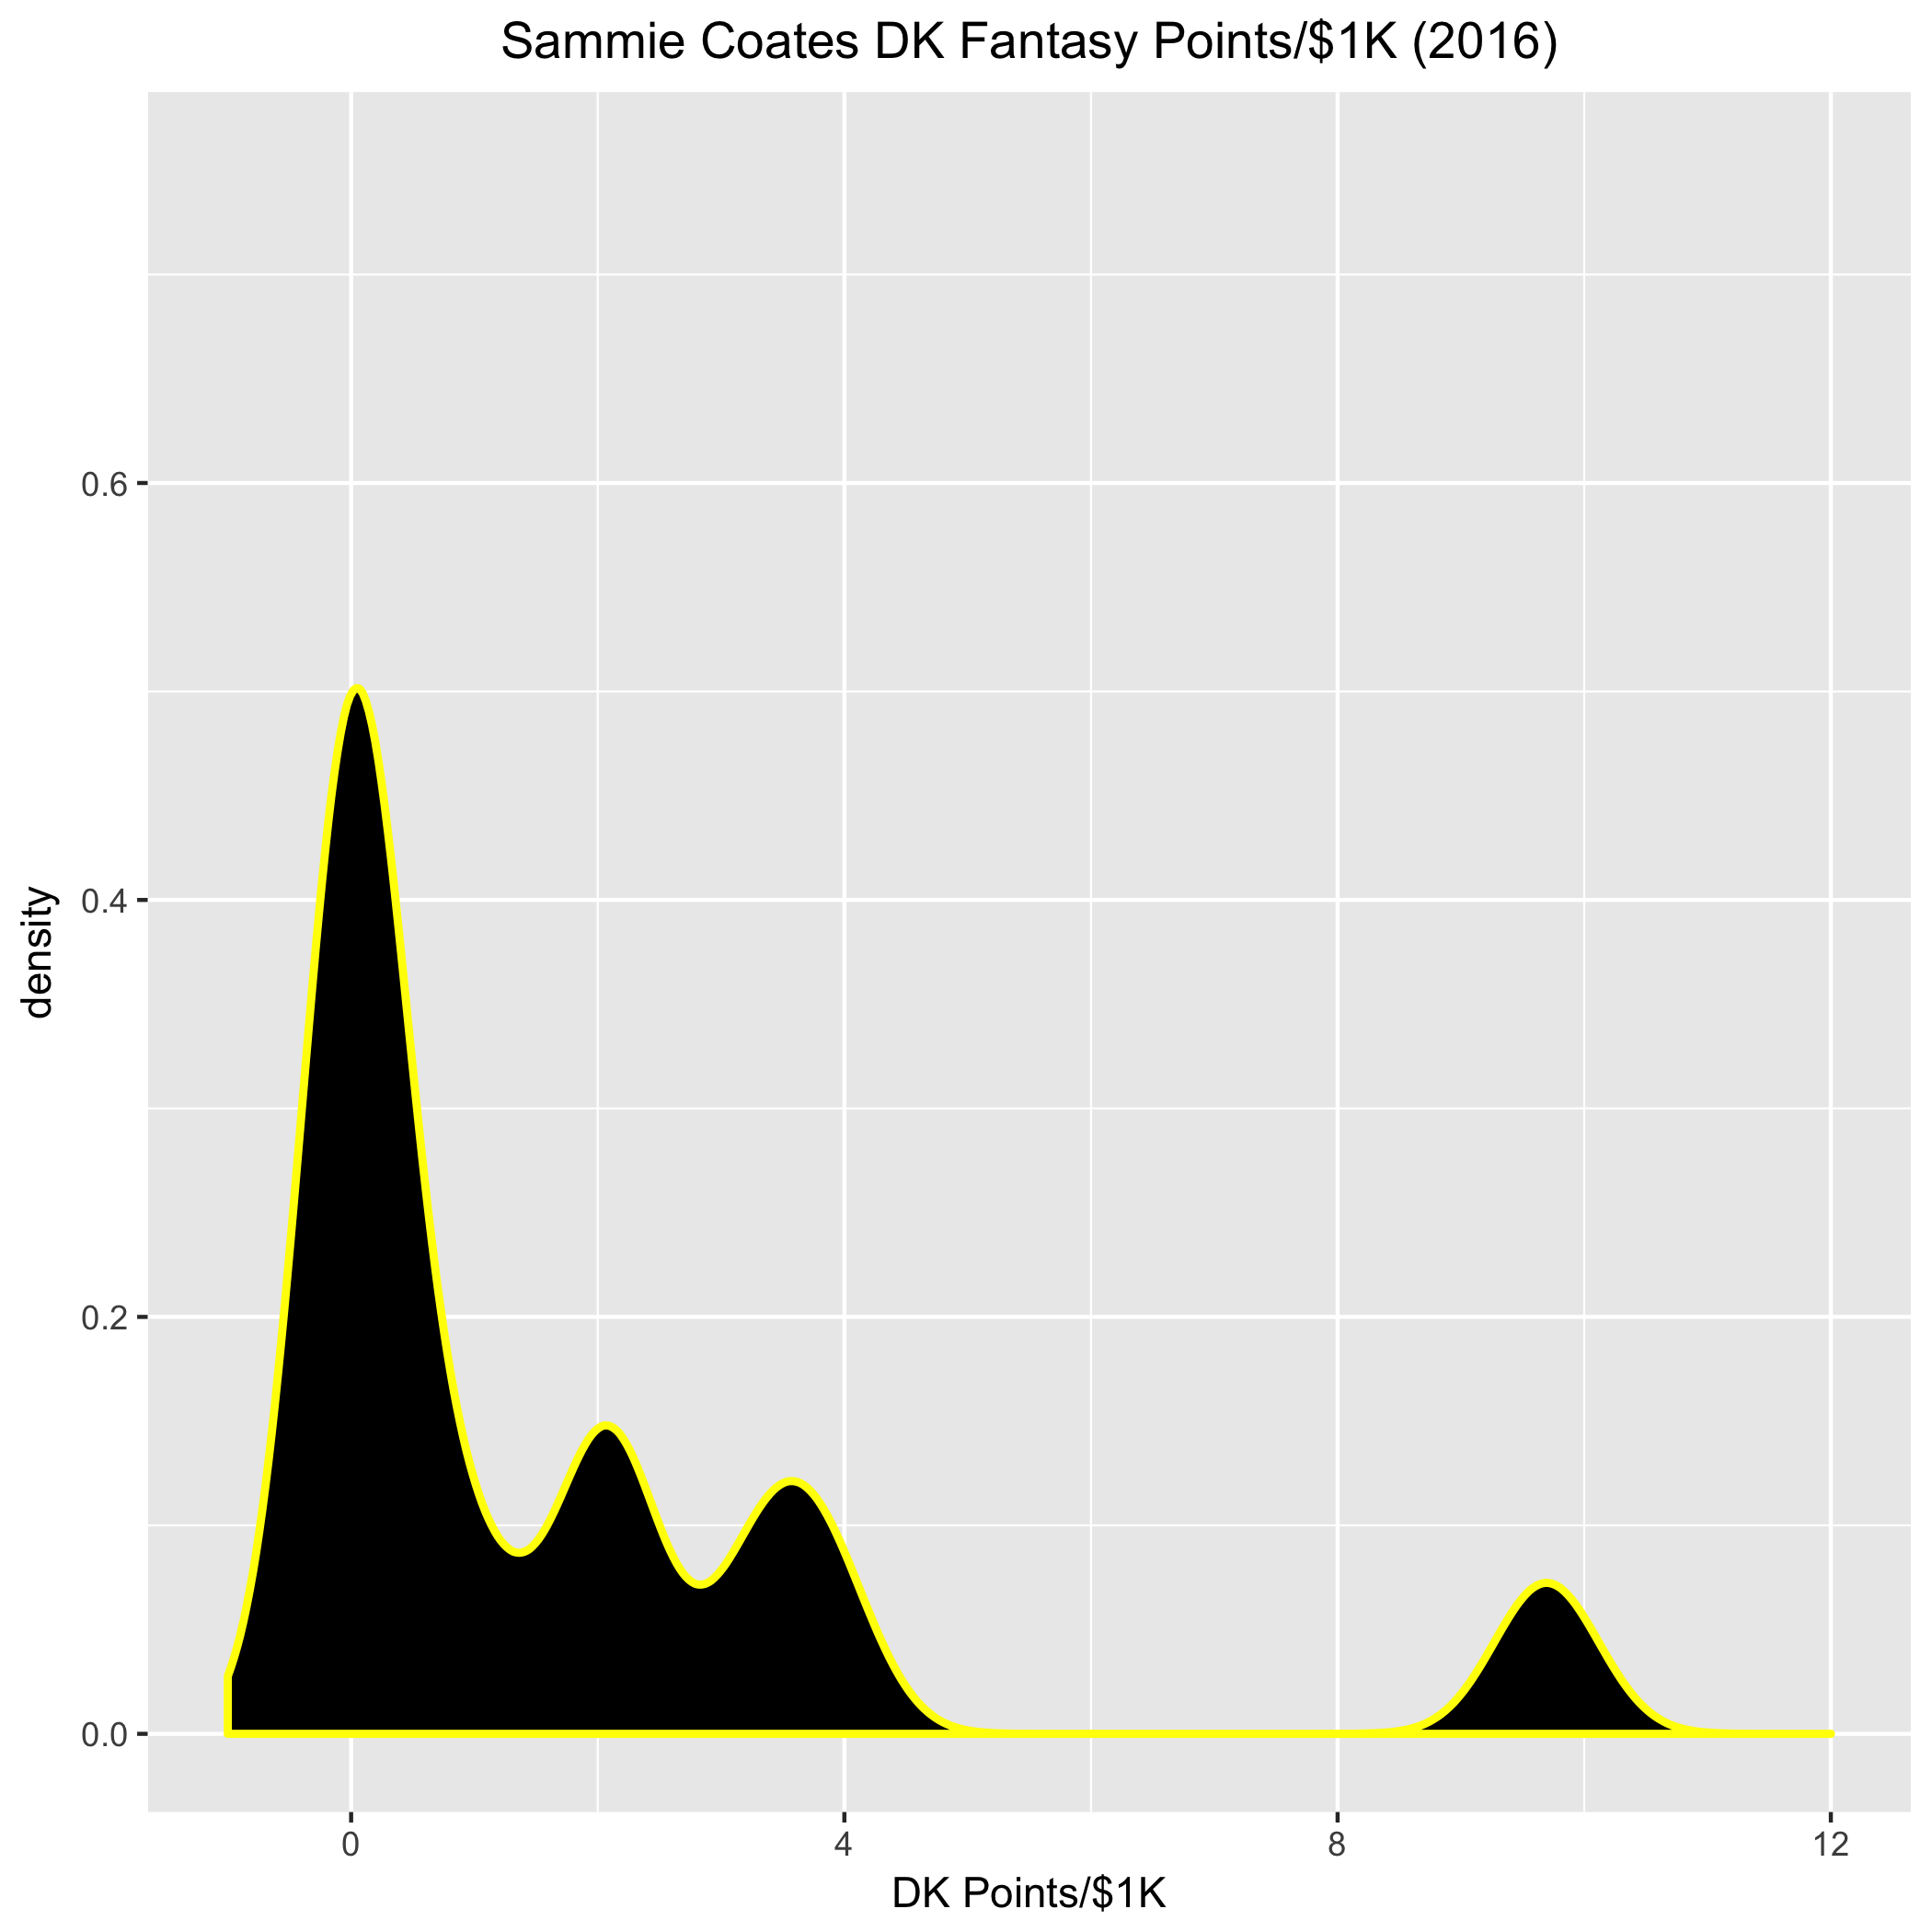 Sammie Coates DK Fantasy Points/$1K (2016)
density
0.6
0.4
0.2
0.0
0 4 8 12
DK Points/$1K